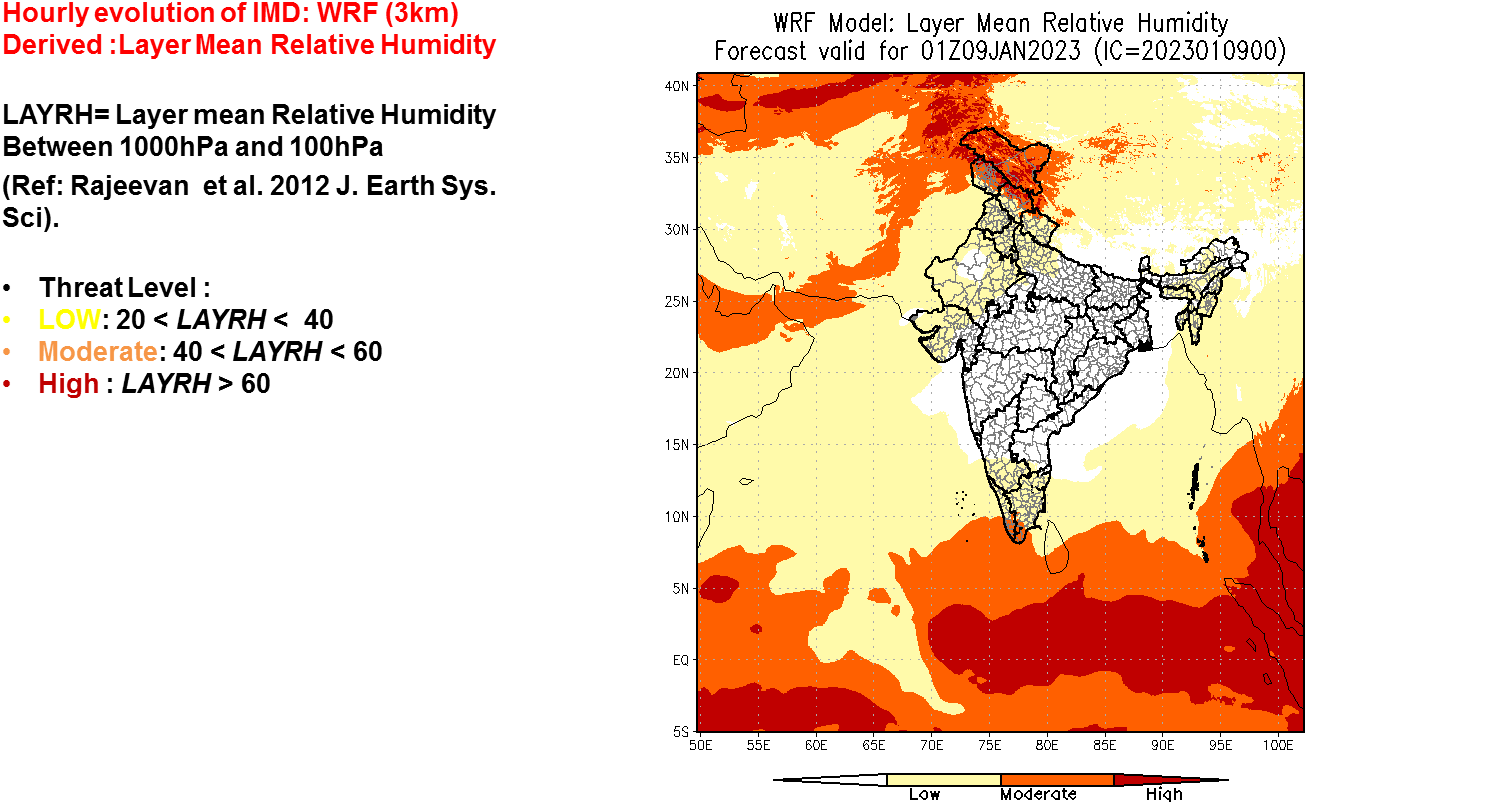 Hourly evolution of IMD: WRF (3km)
Derived :Layer Mean Relative Humidity
LAYRH= Layer mean Relative Humidity
Between 1000hPa and 100hPa
(Ref: Rajeevan et al. 2012 J. Earth Sys.
Sci).
• Threat Level :
• LOW: 20 < LAYRH < 40
• Moderate: 40 < LAYRH < 60
• High : LAYRH > 60
WRF Model: Layer Mean Relative Humidity
Forecast valid for 01Z09JAN2023 (IC=2023010900)
40N
35N
30N
25N
20N
15N
10N
5N
EQ
5S
50E 55E 60E 65E 70E 75E 80E 85E 90E 95E 100E
Low Moderate High